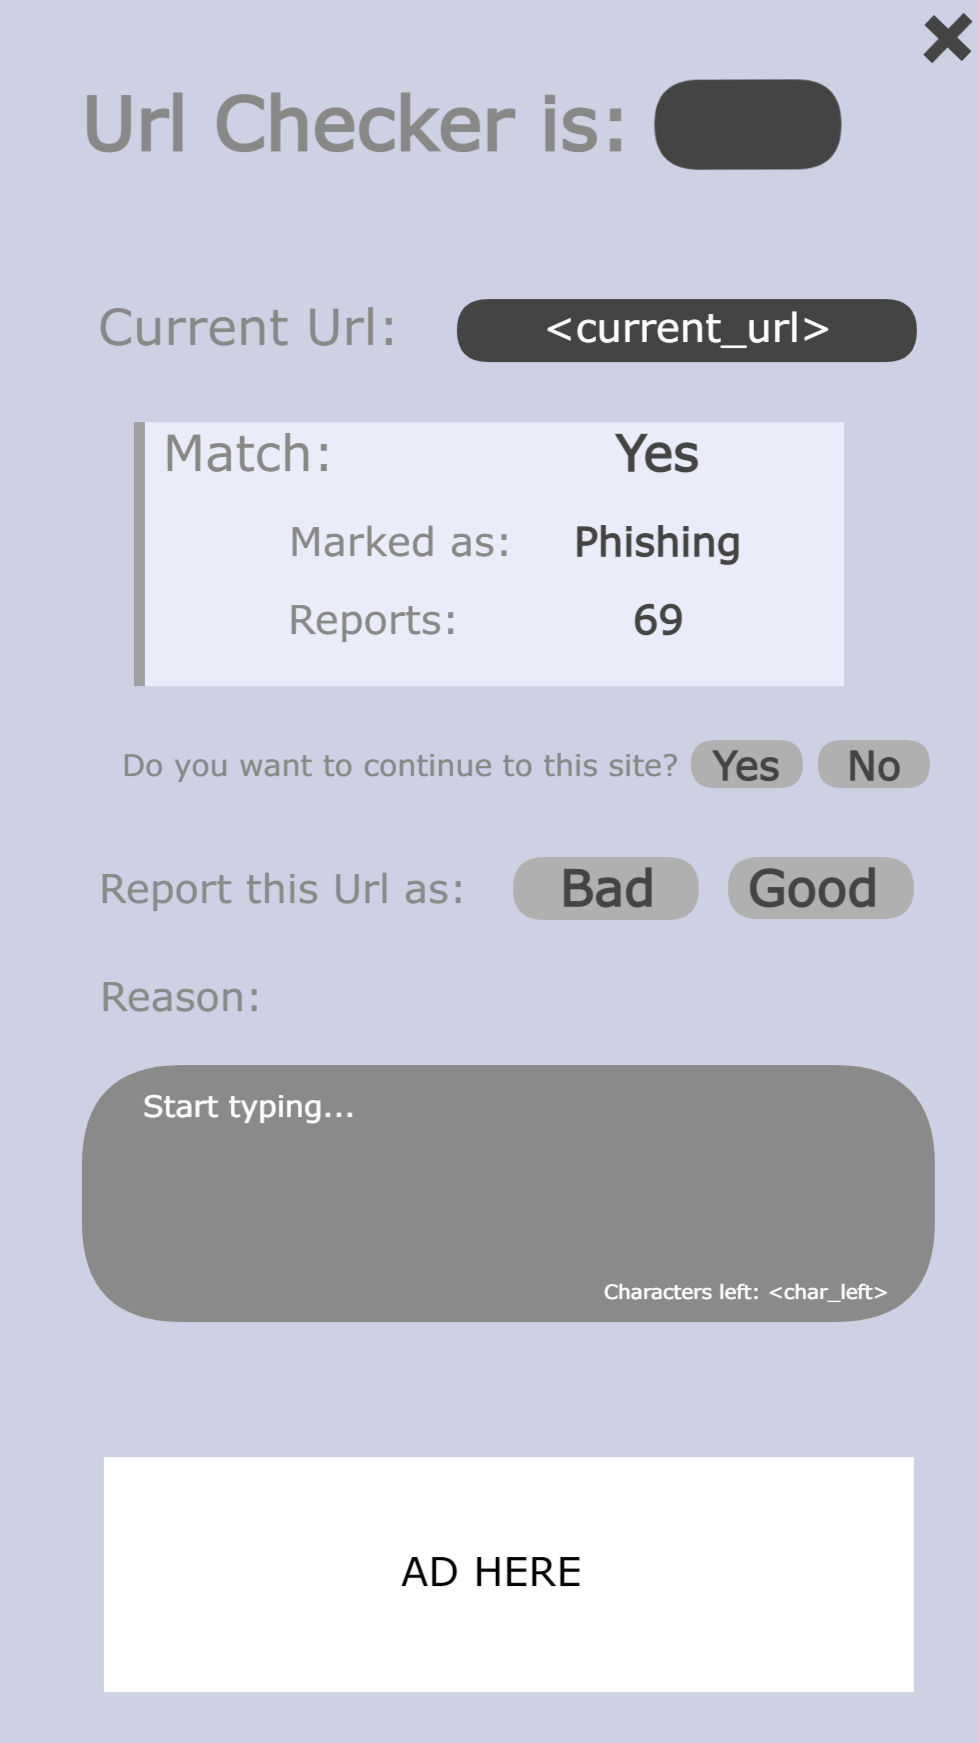 Url Checker is:
Current Url: <current_url>
Match: Yes
Marked as: Phishing
Reports: 69
Do you want to continue to this site? Yes No
Report this Url as: Bad Good
Reason:
Start typing...
Characters left: <char_left>
AD HERE